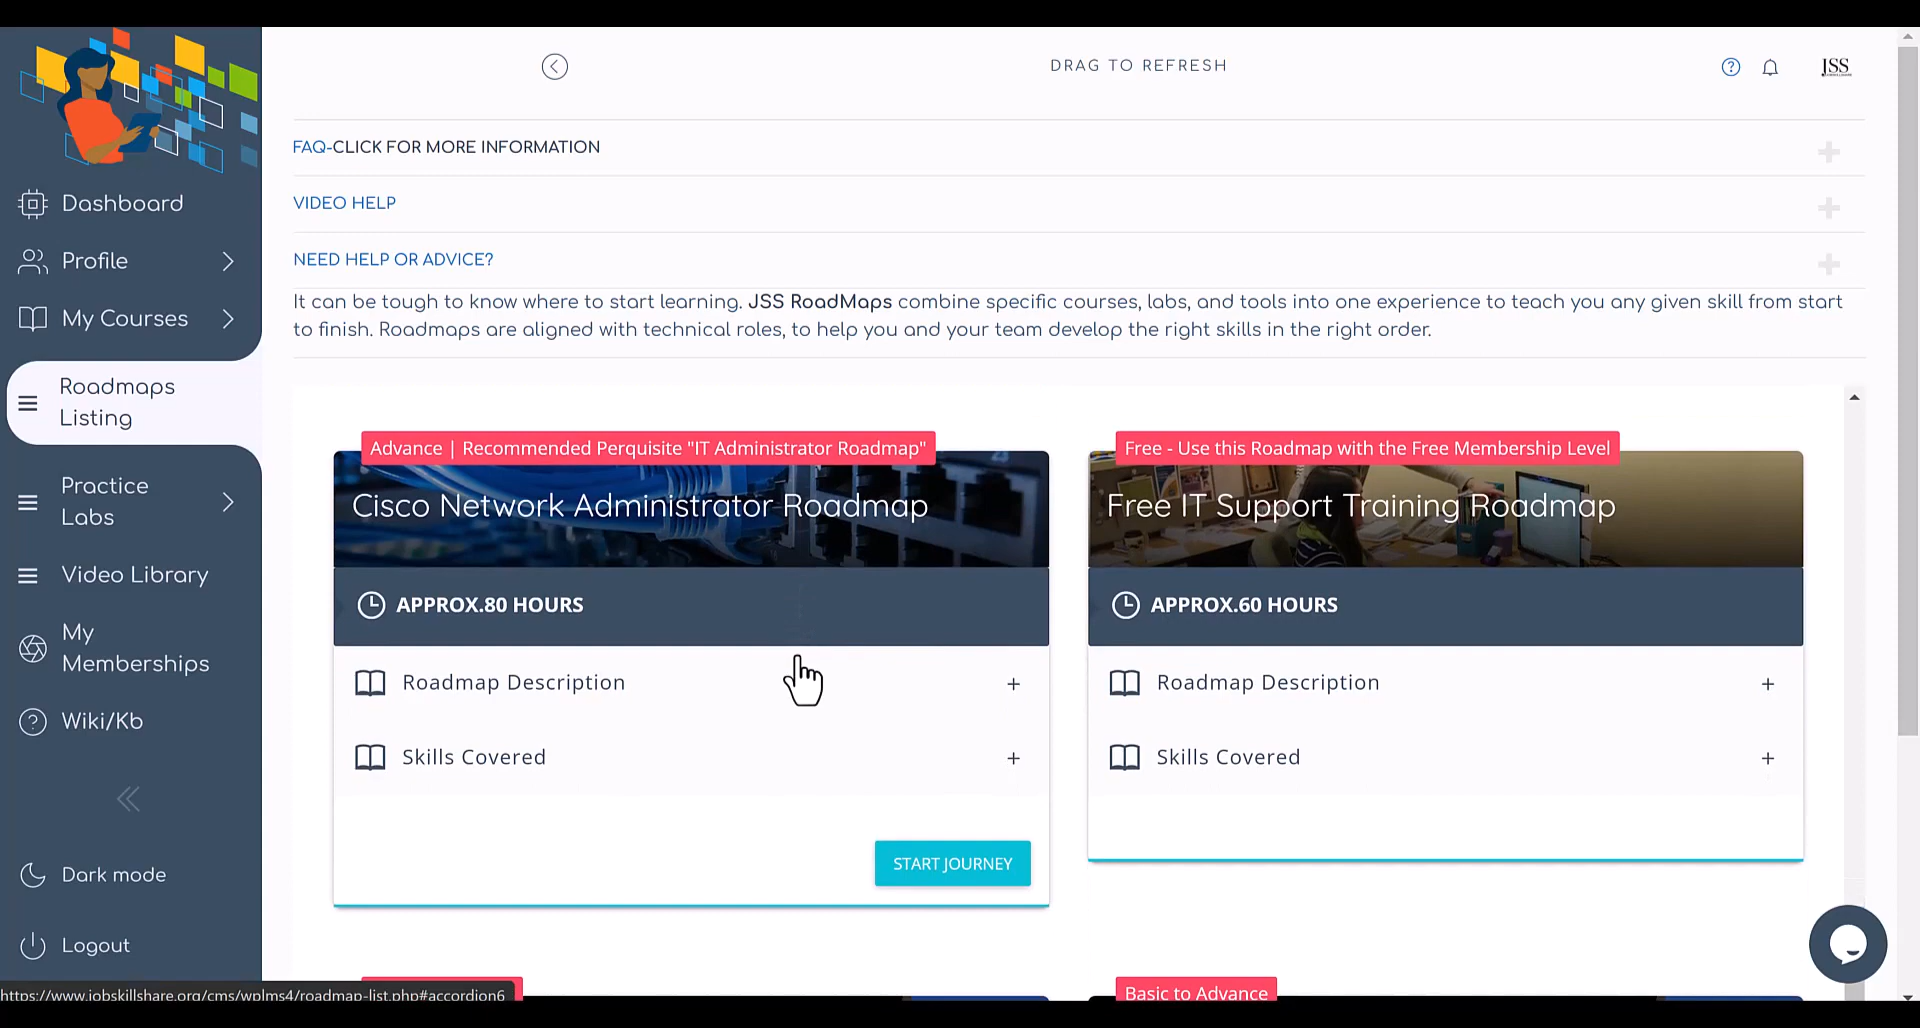 DRAG TO REFRESH
JSS
FAQ-CLICK FOR MORE INFORMATION
VIDEO HELP
NEED HELP OR ADVICE?
It can be tough to know where to start learning. JSS RoadMaps combine specific courses, labs, and tools into one experience to teach you any given skill from start
to finish. Roadmaps are aligned with technical roles, to help you and your team develop the right skills in the right order.
Dashboard
Profile
My Courses
Roadmaps
Listing
Practice
Labs
Video Library
My
Memberships
Wiki/Kb
Dark mode
Logout
Advance | Recommended Perquisite "IT Administrator Roadmap"
Cisco Network Administrator Roadmap
APPROX.80 HOURS
Roadmap Description
Skills Covered
START JOURNEY
Free - Use this Roadmap with the Free Membership Level
Free IT Support Training Roadmap
APPROX.60 HOURS
Roadmap Description
Skills Covered
Basic to Advance
https://www.jobskillshare.org/cms/wplms4/roadmap-list.php#accordion6